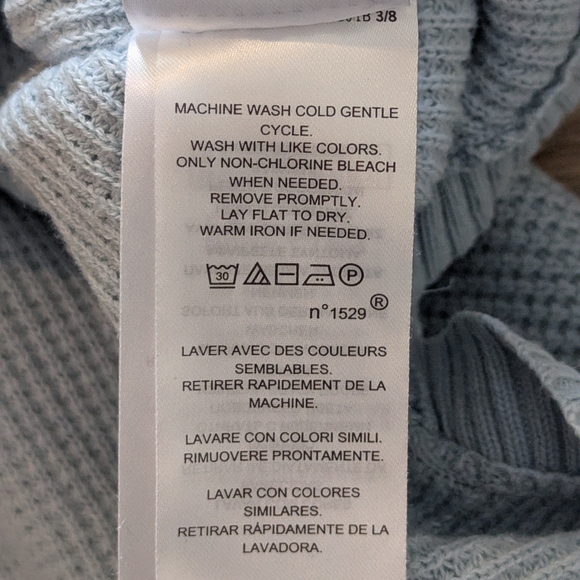 3/8
MACHINE WASH COLD GENTLE
CYCLE.
WASH WITH LIKE COLORS.
ONLY NON-CHLORINE BLEACH
WHEN NEEDED.
REMOVE PROMPTLY.
LAY FLAT TO DRY.
WARM IRON IF NEEDED.
30 P
n°1529®
LAVER AVEC DES COULEURS
SEMBLABLES.
RETIRER RAPIDEMENT DE LA
MACHINE.
LAVARE CON COLORI SIMILI.
RIMUOVERE PRONTAMENTE.
LAVAR CON COLORES
SIMILARES.
RETIRAR RÁPIDAMENTE DE LA
LAVADORA.